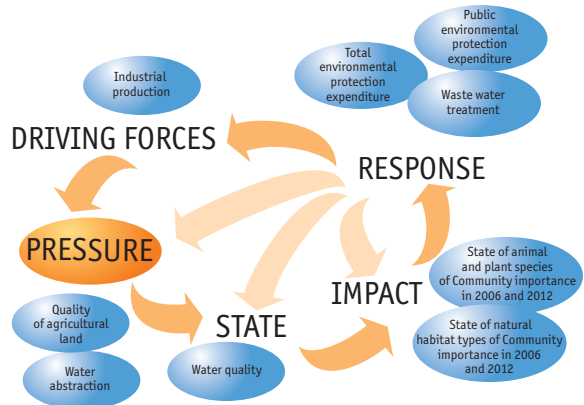 Public
environmental
protection
expenditure
Total
environmental
protection
expenditure
Industrial
production
Waste water
treatment
DRIVING FORCES
RESPONSE
PRESSURE
State of animal
and plant species
of Community importance
in 2006 and 2012
IMPACT
Quality
of agricultural
land
STATE
State of natural
habitat types of Community
importance in 2006
and 2012
Water
abstraction
Water quality